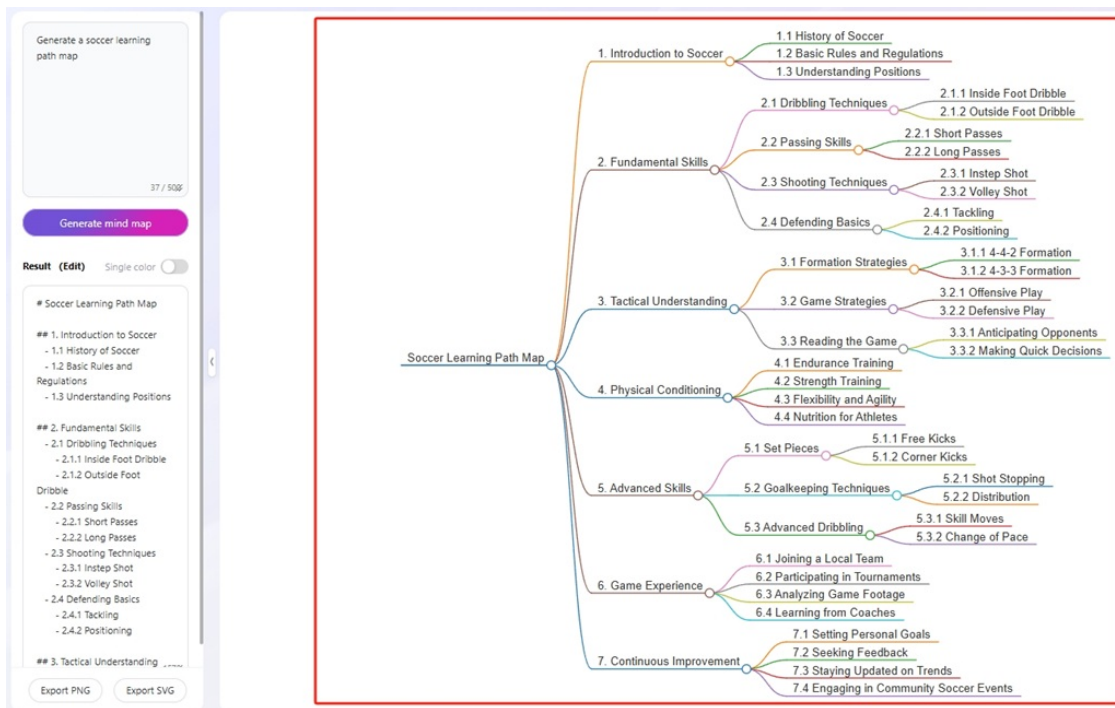 Generate a soccer learning
path map
37 / 500
Generate mind map
Result (Edit) Single color
# Soccer Learning Path Map
## 1. Introduction to Soccer
- 1.1 History of Soccer
- 1.2 Basic Rules and
Regulations
- 1.3 Understanding Positions
## 2. Fundamental Skills
- 2.1 Dribbling Techniques
- 2.1.1 Inside Foot Dribble
- 2.1.2 Outside Foot
Dribble
- 2.2 Passing Skills
- 2.2.1 Short Passes
- 2.2.2 Long Passes
- 2.3 Shooting Techniques
- 2.3.1 Instep Shot
- 2.3.2 Volley Shot
- 2.4 Defending Basics
- 2.4.1 Tackling
- 2.4.2 Positioning
## 3. Tactical Understanding
Export PNG Export SVG
Soccer Learning Path Map
1. Introduction to Soccer
1.1 History of Soccer
1.2 Basic Rules and Regulations
1.3 Understanding Positions
2. Fundamental Skills
2.1 Dribbling Techniques
2.1.1 Inside Foot Dribble
2.1.2 Outside Foot Dribble
2.2 Passing Skills
2.2.1 Short Passes
2.2.2 Long Passes
2.3 Shooting Techniques
2.3.1 Instep Shot
2.3.2 Volley Shot
2.4 Defending Basics
2.4.1 Tackling
2.4.2 Positioning
3. Tactical Understanding
3.1 Formation Strategies
3.1.1 4-4-2 Formation
3.1.2 4-3-3 Formation
3.2 Game Strategies
3.2.1 Offensive Play
3.2.2 Defensive Play
3.3 Reading the Game
3.3.1 Anticipating Opponents
3.3.2 Making Quick Decisions
4. Physical Conditioning
4.1 Endurance Training
4.2 Strength Training
4.3 Flexibility and Agility
4.4 Nutrition for Athletes
5. Advanced Skills
5.1 Set Pieces
5.1.1 Free Kicks
5.1.2 Corner Kicks
5.2 Goalkeeping Techniques
5.2.1 Shot Stopping
5.2.2 Distribution
5.3 Advanced Dribbling
5.3.1 Skill Moves
5.3.2 Change of Pace
6. Game Experience
6.1 Joining a Local Team
6.2 Participating in Tournaments
6.3 Analyzing Game Footage
6.4 Learning from Coaches
7. Continuous Improvement
7.1 Setting Personal Goals
7.2 Seeking Feedback
7.3 Staying Updated on Trends
7.4 Engaging in Community Soccer Events